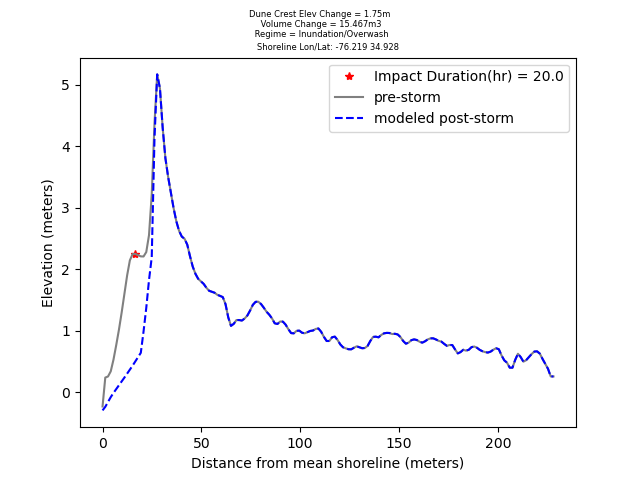 Dune Crest Elev Change = 1.75m
Volume Change = 15.467m3
Regime = Inundation/Overwash
Shoreline Lon/Lat: -76.219 34.928
Impact Duration(hr) = 20.0
pre-storm
modeled post-storm
Elevation (meters)
5
4
3
2
1
0
0 50 100 150 200
Distance from mean shoreline (meters)